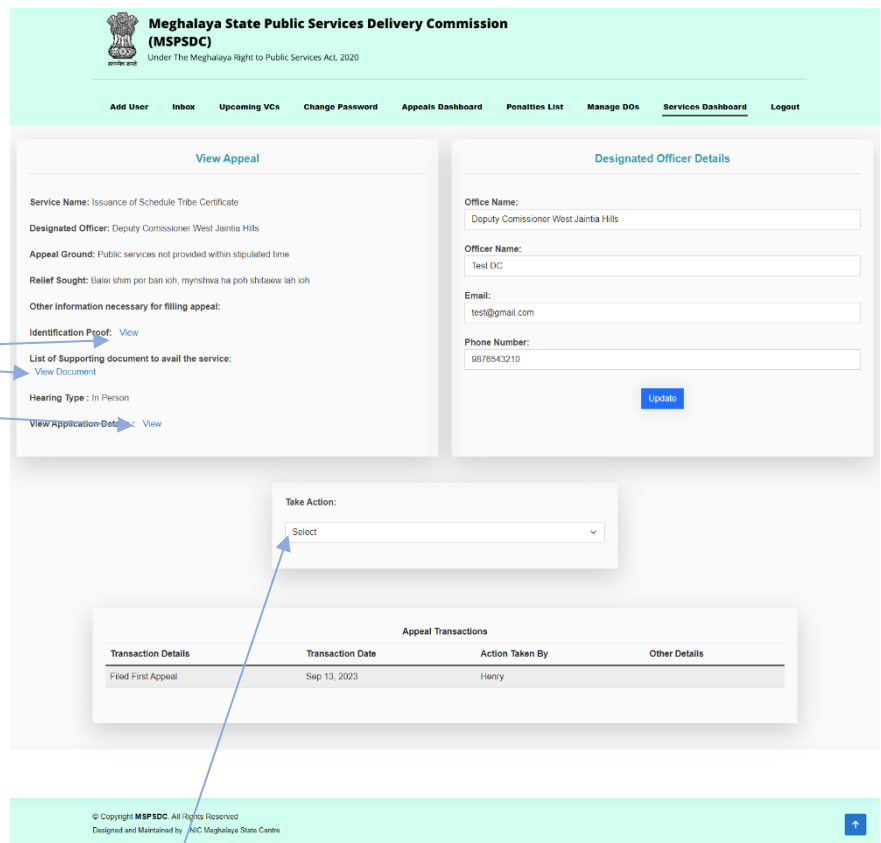 Meghalaya State Public Services Delivery Commission
(MSPSDC)
Under The Meghalaya Right to Public Services Act, 2020
सत्यमेव जयते
Add User Inbox Upcoming VCs Change Password Appeals Dashboard Penalties List Manage DOs Services Dashboard Logout
View Appeal
Service Name: Issuance of Schedule Tribe Certificate
Designated Officer: Deputy Comissioner West Jaintia Hills
Appeal Ground: Public services not provided within stipulated time
Relief Sought: Balei shim por ban ioh, mynshwa ha poh shitaiew lah ioh
Other information necessary for filling appeal:
Identification Proof: View
List of Supporting document to avail the service:
View Document
Hearing Type : In Person
View Application Details : View
Designated Officer Details
Office Name:
Deputy Comissioner West Jaintia Hills
Officer Name:
Test DC
Email:
test@gmail.com
Phone Number:
9876543210
Update
Take Action:
Select
Appeal Transactions
Transaction Details Transaction Date Action Taken By Other Details
Filed First Appeal Sep 13, 2023 Henry
© Copyright MSPSDC. All Rights Reserved
Designed and Maintained by NIC Meghalaya State Centre